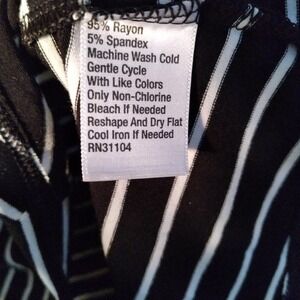 95% Rayon
5% Spandex
Machine Wash Cold
Gentle Cycle
With Like Colors
Only Non-Chlorine
Bleach If Needed
Reshape And Dry Flat
Cool Iron If Needed
RN31104